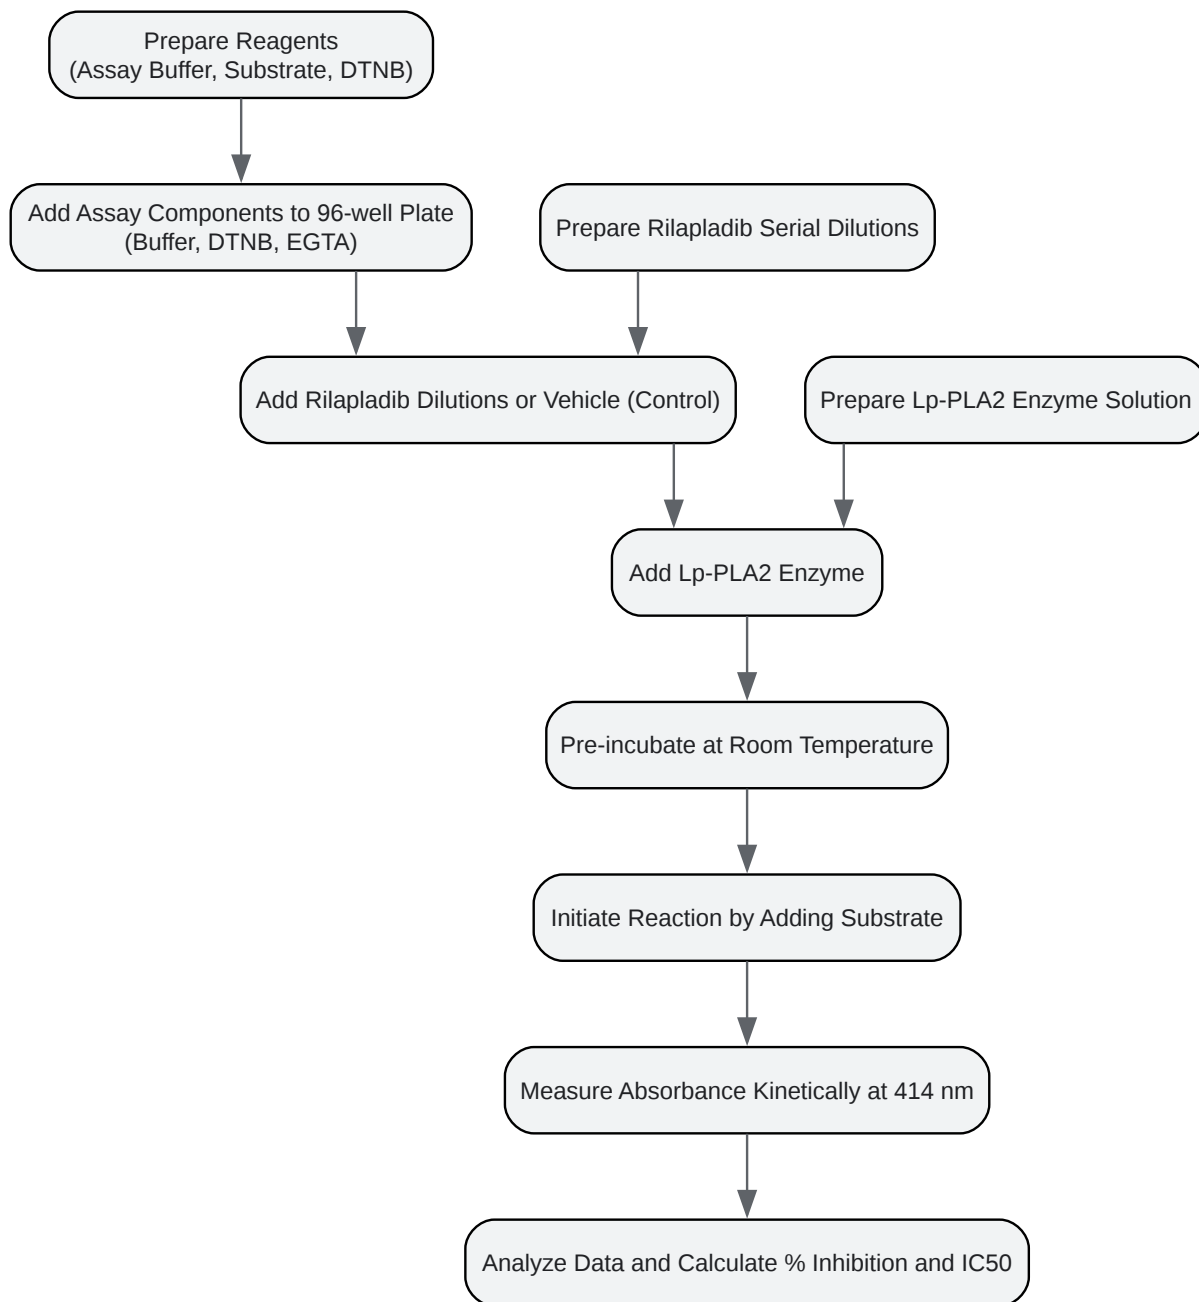 Prepare Reagents
(Assay Buffer, Substrate, DTNB)
Add Assay Components to 96-well Plate
(Buffer, DTNB, EGTA)
Prepare Rilapladib Serial Dilutions
Add Rilapladib Dilutions or Vehicle (Control)
Prepare Lp-PLA2 Enzyme Solution
Add Lp-PLA2 Enzyme
Pre-incubate at Room Temperature
Initiate Reaction by Adding Substrate
Measure Absorbance Kinetically at 414 nm
Analyze Data and Calculate % Inhibition and IC50